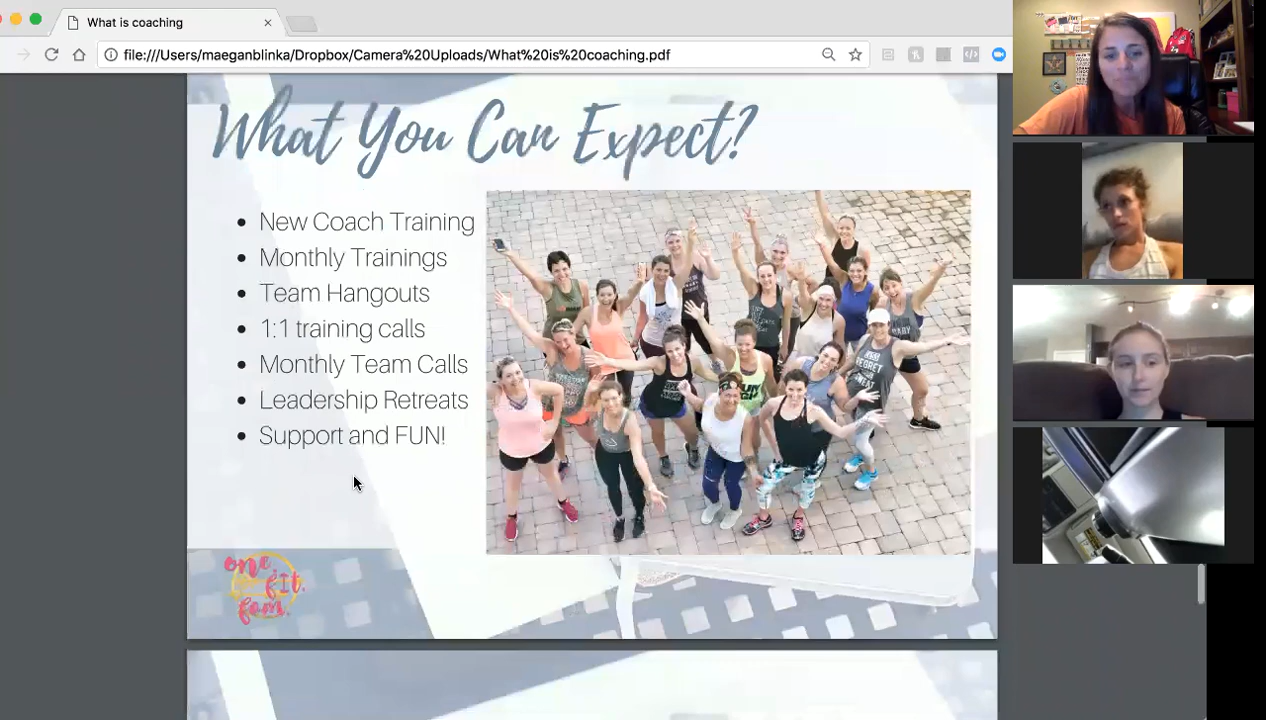 What is coaching
file:///Users/maeganblinka/Dropbox/Camera%20Uploads/What%20is%20coaching.pdf
What You Can Expect?
• New Coach Training
• Monthly Trainings
• Team Hangouts
• 1:1 training calls
• Monthly Team Calls
• Leadership Retreats
• Support and FUN!
REGRET
one.
fit.
fam.